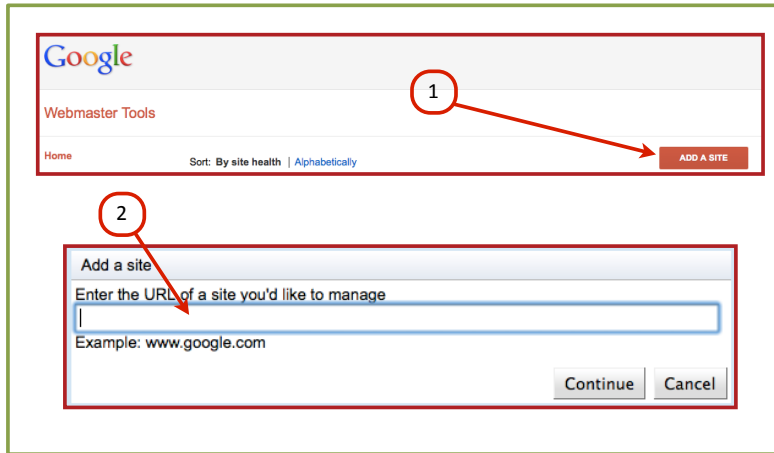 Google
1
Webmaster Tools
Home
Sort: By site health | Alphabetically
ADD A SITE
2
Add a site
Enter the URL of a site you'd like to manage
Example: www.google.com
Continue Cancel